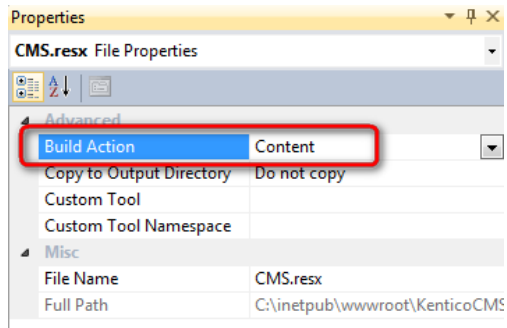 Properties
CMS.resx File Properties
Advanced
Build Action Content
Copy to Output Directory Do not copy
Custom Tool
Custom Tool Namespace
Misc
File Name CMS.resx
Full Path C:\inetpub\wwwroot\KenticoCMS